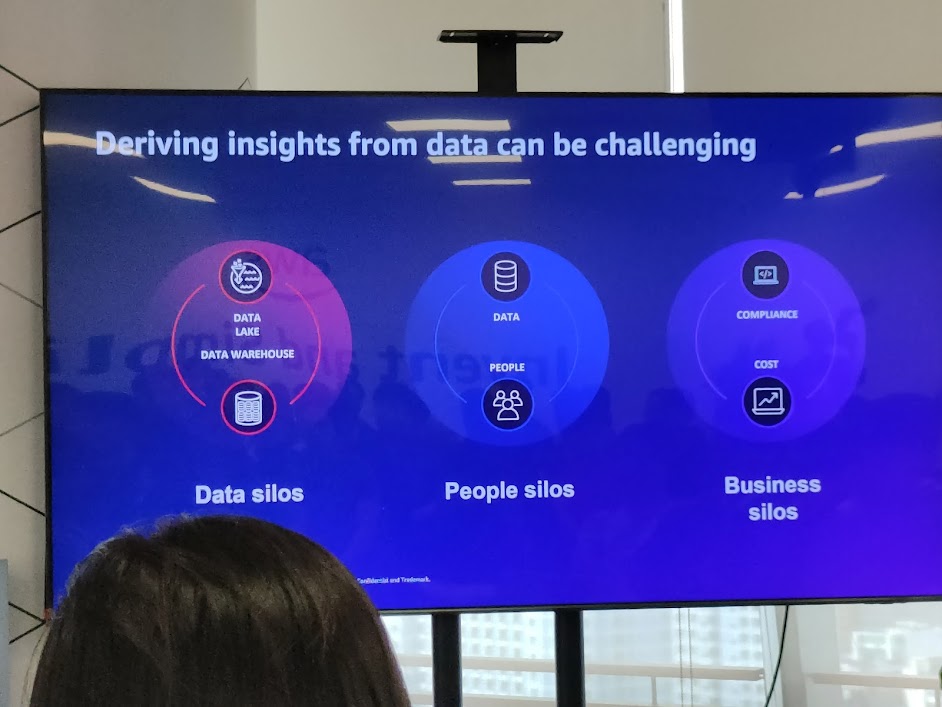 Deriving insights from data can be challenging
DATA
LAKE
DATA WAREHOUSE
Data silos
DATA
PEOPLE
People silos
COMPLIANCE
COST
Business
silos
Confidential and Trademark.